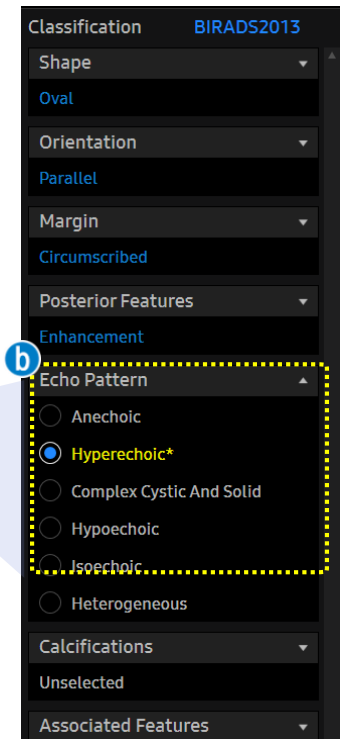 Classification BIRADS2013
Shape
Oval
Orientation
Parallel
Margin
Circumscribed
Posterior Features
Enhancement
b
Echo Pattern
Anechoic
Hyperechoic*
Complex Cystic And Solid
Hypoechoic
Isoechoic
Heterogeneous
Calcifications
Unselected
Associated Features